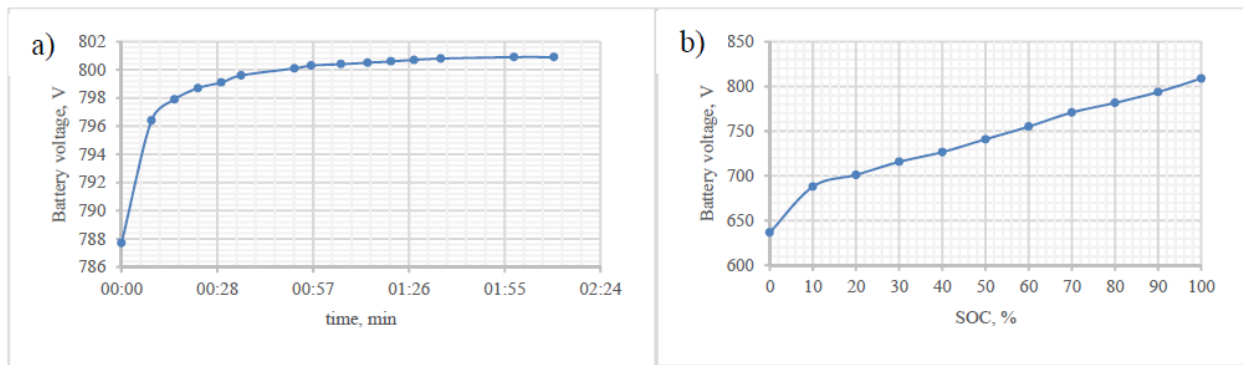 a)
Battery voltage, V
802
800
798
796
794
792
790
788
786
00:00 00:28 00:57 01:26 01:55 02:24
time, min
b)
Battery voltage, V
850
800
750
700
650
600
0 10 20 30 40 50 60 70 80 90 100
SOC, %